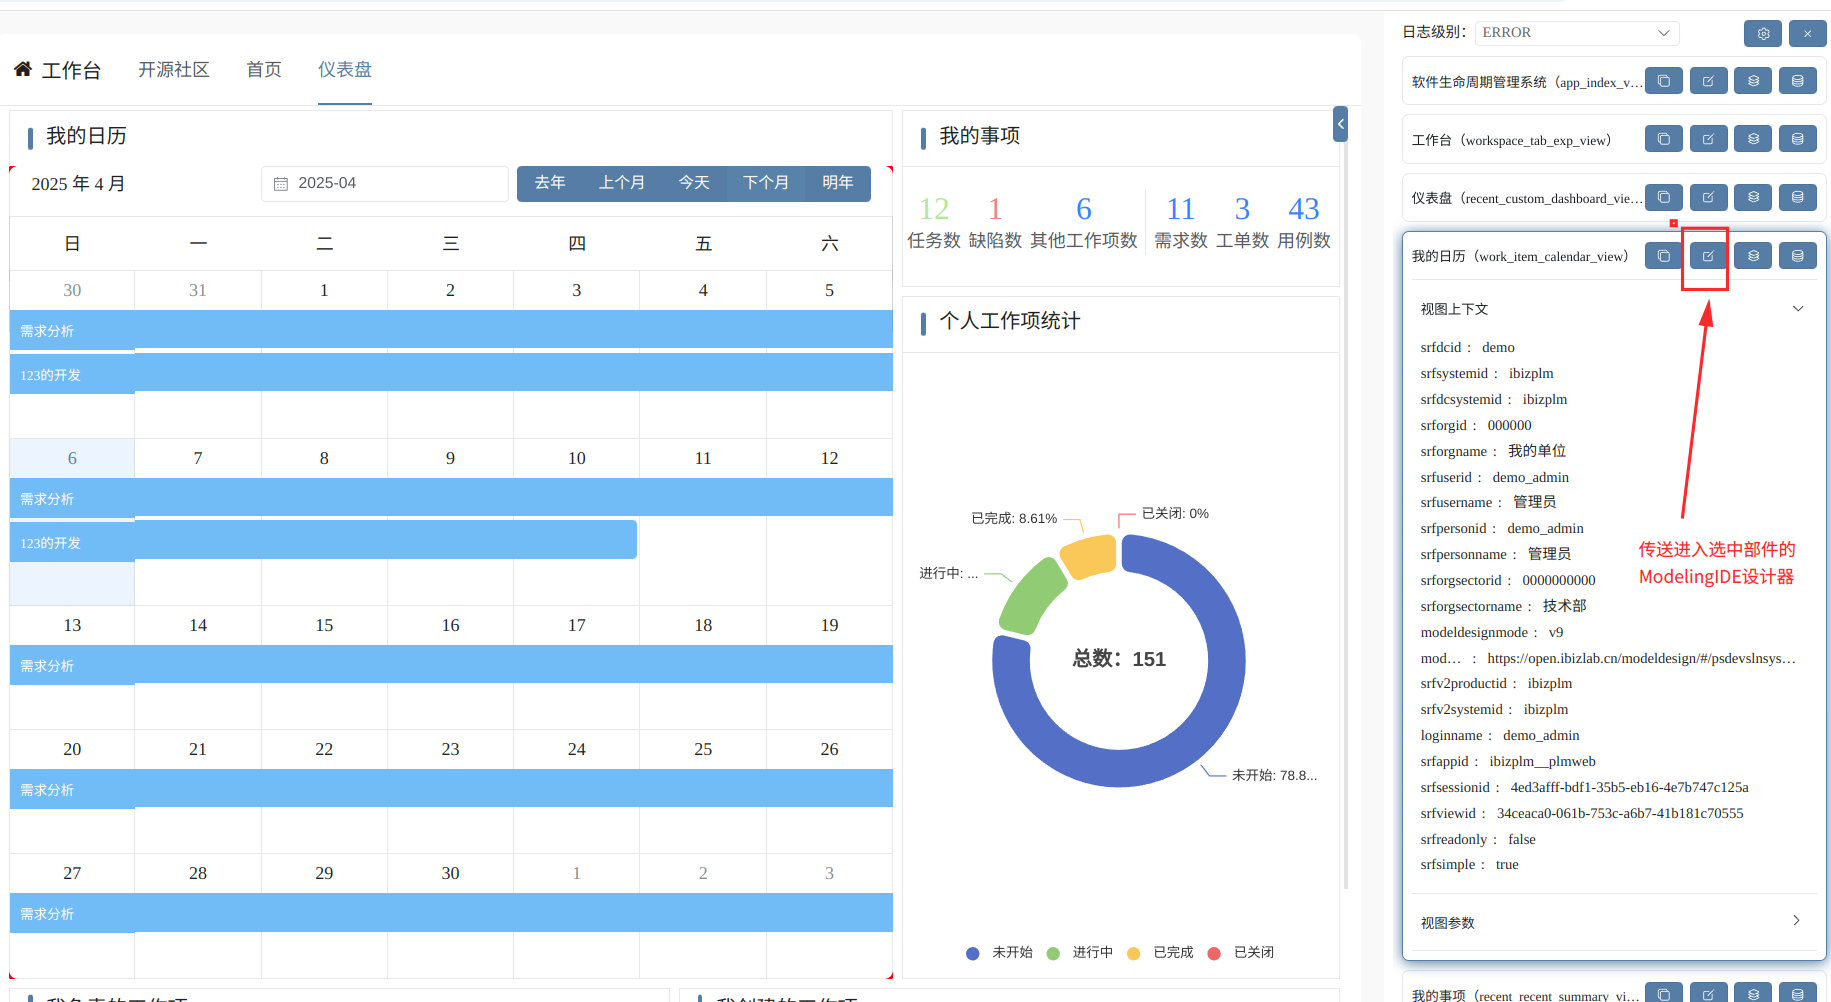 工作台 开源社区 首页 仪表盘
我的日历
2025 年 4 月 2025-04 去年 上个月 今天 下个月 明年
日 一 二 三 四 五 六
30 31 1 2 3 4 5
需求分析
123的开发
6 7 8 9 10 11 12
需求分析
123的开发
13 14 15 16 17 18 19
需求分析
20 21 22 23 24 25 26
需求分析
27 28 29 30 1 2 3
需求分析
我的事项
12 1 6 11 3 43
任务数 缺陷数 其他工作项数 需求数 工单数 用例数
个人工作项统计
已完成: 8.61%
已关闭: 0%
进行中: ...
总数：151
未开始: 78.8...
未开始 进行中 已完成 已关闭
我负责的工作项
我创建的工作项
日志级别： ERROR
软件生命周期管理系统（app_index_v...
工作台（workspace_tab_exp_view）
仪表盘（recent_custom_dashboard_vie...
我的日历（work_item_calendar_view）
视图上下文
srfdcid： demo
srfsystemid： ibizplm
srfdcsystemid： ibizplm
srforgid： 000000
srforgname： 我的单位
srfuserid： demo_admin
srfusername： 管理员
srfpersonid： demo_admin
srfpersonname： 管理员
srforgsectorid： 0000000000
srforgsectorname： 技术部
modeldesignmode： v9
mod... ： https://open.ibizlab.cn/modeldesign/#/psdevslnsys...
srfv2productid： ibizplm
srfv2systemid： ibizplm
loginname： demo_admin
srfappid： ibizplm__plmweb
srfsessionid： 4ed3afff-bdf1-35b5-eb16-4e7b747c125a
srfviewid： 34ceaca0-061b-753c-a6b7-41b181c70555
srfreadonly： false
srfsimple： true
视图参数
我的事项（recent_recent_summary_vi...
传送进入选中部件的
ModelingIDE设计器